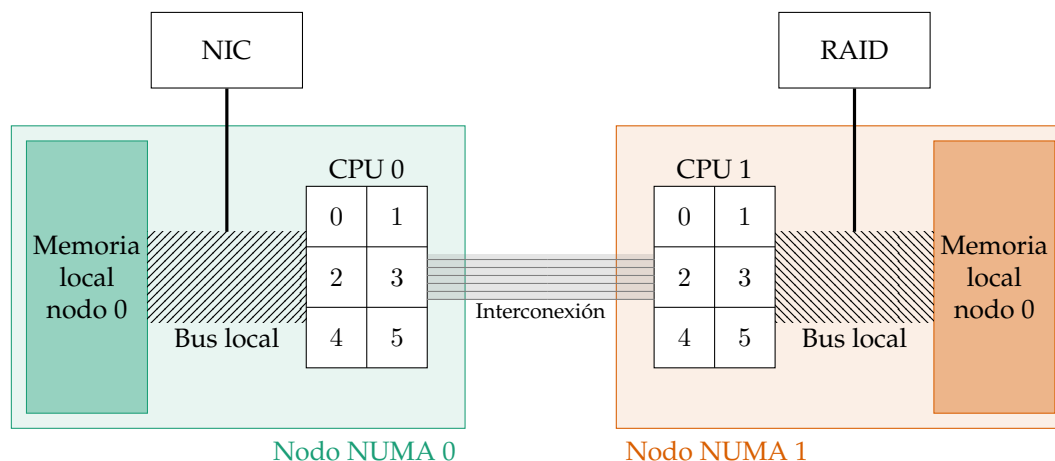 NIC
RAID
CPU 0
CPU 1
0 1
0 1
Memoria
local
nodo 0
2 3
2 3
Memoria
local
nodo 0
Interconexión
Bus local
4 5
4 5
Bus local
Nodo NUMA 0
Nodo NUMA 1